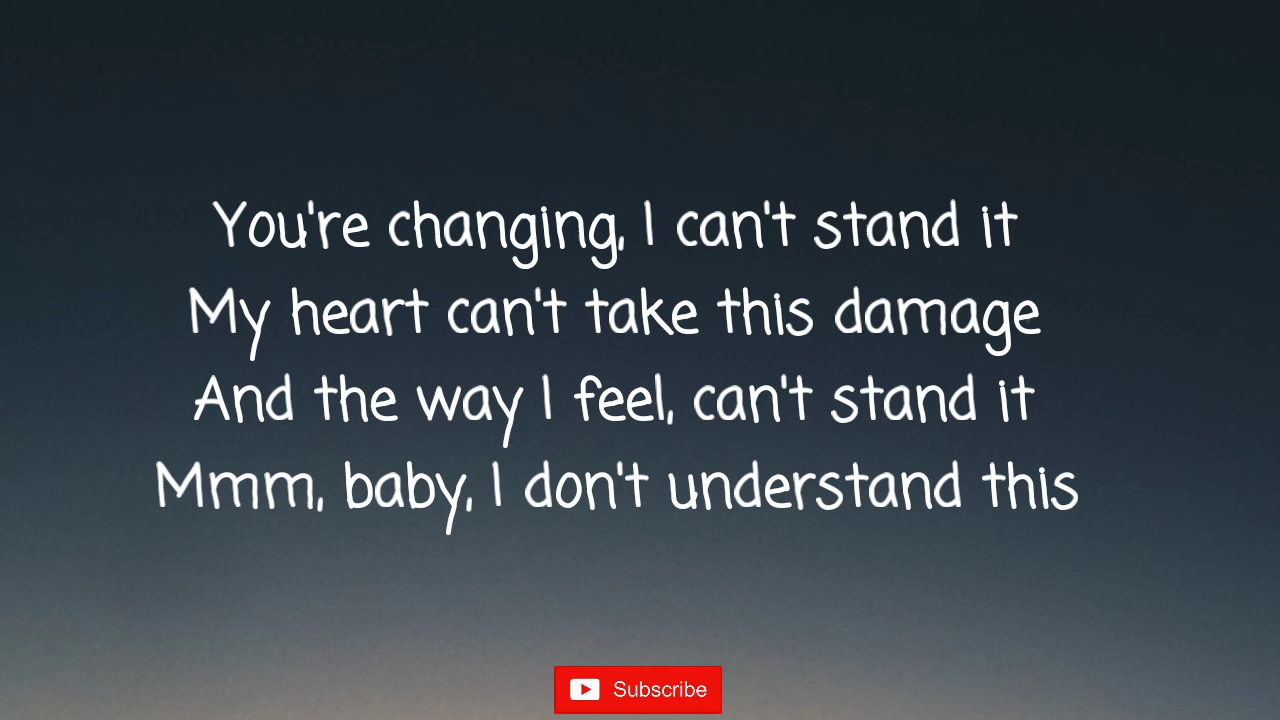 You're changing, I can't stand it
My heart can't take this damage
And the way I feel, can't stand it
Mmm, baby, I don't understand this
Subscribe